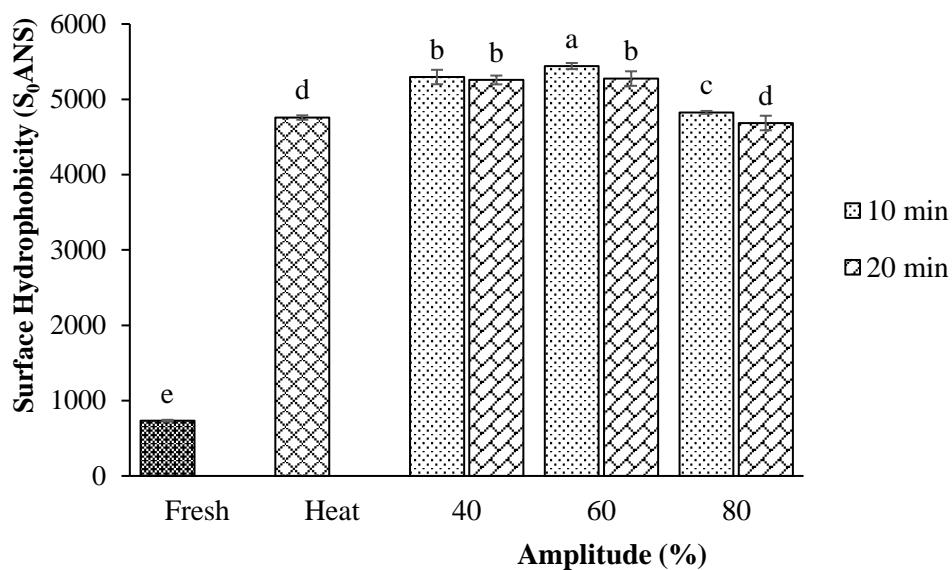 Surface Hydrophobicity (S₀ANS)
6000
5000
4000
3000
2000
1000
0
e
d
b
b
a
b
c
d
10 min
20 min
Fresh
Heat
40
60
80
Amplitude (%)